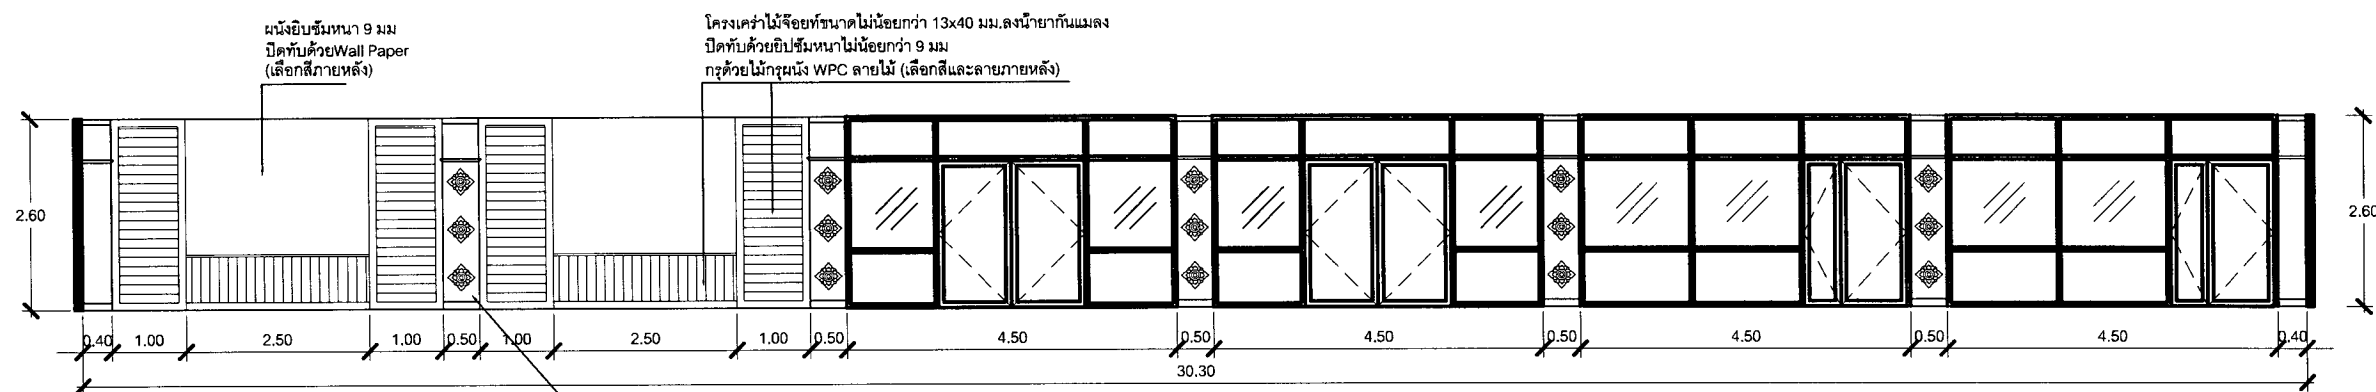 ผนังยิบซั่มหนา 9 มม
ปิดทับด้วยWall Paper
(เลือกสีภายหลัง)
โครงเคร่าไม้จ๊อยท์ขนาดไม่น้อยกว่า 13x40 มม.ลงน้ำยากันแมลง
ปิดทับด้วยยิปซั่มหนาไม่น้อยกว่า 9 มม
กรุด้วยไม้กรุผนัง WPC ลายไม้ (เลือกสีและลายภายหลัง)
2.60
2.60
0.40 1.00 2.50 1.00 0.50 1.00 2.50 1.00 0.50 4.50 0.50 4.50 0.50 4.50 0.50 4.50 0.40
30.30